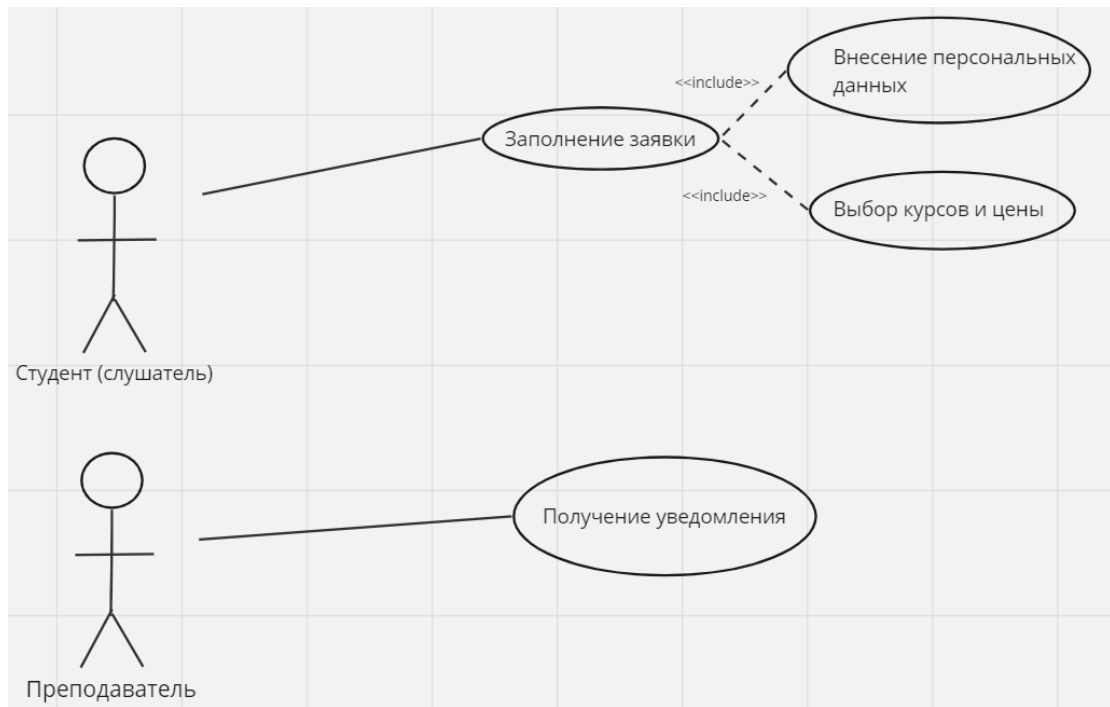 Внесение персональных
данных
<<include>>
Заполнение заявки
<<include>>
Выбор курсов и цены
Студент (слушатель)
Получение уведомления
Преподаватель